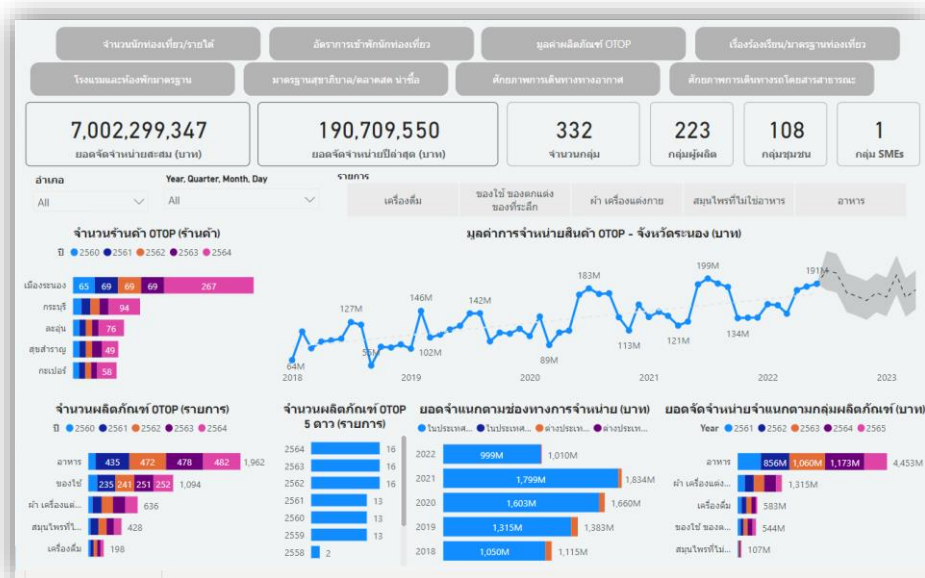 จำนวนนักท่องเที่ยว/รายได้
อัตราการเข้าพักนักท่องเที่ยว
มูลค่าผลิตภัณฑ์ OTOP
เรื่องร้องเรียน/มาตรฐานท่องเที่ยว
โรงแรมและห้องพักมาตรฐาน
มาตรฐานสุขาภิบาล/ตลาดสด น่าซื้อ
ศักยภาพการเดินทางทางอากาศ
ศักยภาพการเดินทางรถโดยสารสาธารณะ
7,002,299,347
ยอดจัดจำหน่ายสะสม (บาท)
190,709,550
ยอดจัดจำหน่ายปีล่าสุด (บาท)
332
จำนวนกลุ่ม
223
กลุ่มผู้ผลิต
108
กลุ่มชุมชน
1
กลุ่ม SMEs
อำเภอ
All
Year, Quarter, Month, Day
All
รายการ
เครื่องดื่ม
ของใช้ ของตกแต่ง
ของที่ระลึก
ผ้า เครื่องแต่งกาย
สมุนไพรที่ไม่ใช่อาหาร
อาหาร
จำนวนร้านค้า OTOP (ร้านค้า)
ปี 2560 2561 2562 2563 2564
เมืองระนอง 65 69 69 69 267
กระบุรี 94
ละอุ่น 76
สุขสำราญ 49
กะเปอร์ 58
มูลค่าการจำหน่ายสินค้า OTOP - จังหวัดระนอง (บาท)
64M 127M 146M 102M 142M 89M 183M 113M 121M 199M 134M 191M
2018 2019 2020 2021 2022 2023
จำนวนผลิตภัณฑ์ OTOP (รายการ)
ปี 2560 2561 2562 2563 2564
อาหาร 435 472 478 482 1,962
ของใช้ 235 241 251 252 1,094
ผ้า เครื่องแต่... 636
สมุนไพรที่ไ... 428
เครื่องดื่ม 198
จำนวนผลิตภัณฑ์ OTOP
5 ดาว (รายการ)
2564 16
2563 16
2562 16
2561 13
2560 13
2559 13
2558 2
ยอดจำแนกตามช่องทางการจำหน่าย (บาท)
ในประเทศ... ในประเทศ... ต่างประเท... ต่างประเท...
2022 999M 1,010M
2021 1,799M 1,834M
2020 1,603M 1,660M
2019 1,315M 1,383M
2018 1,050M 1,115M
ยอดจัดจำหน่ายจำแนกตามกลุ่มผลิตภัณฑ์ (บาท)
Year 2561 2562 2563 2564 2565
อาหาร 856M 1,060M 1,173M 4,453M
ผ้า เครื่องแต่ง... 1,315M
เครื่องดื่ม 583M
ของใช้ ของต... 544M
สมุนไพรที่ไม่... 107M